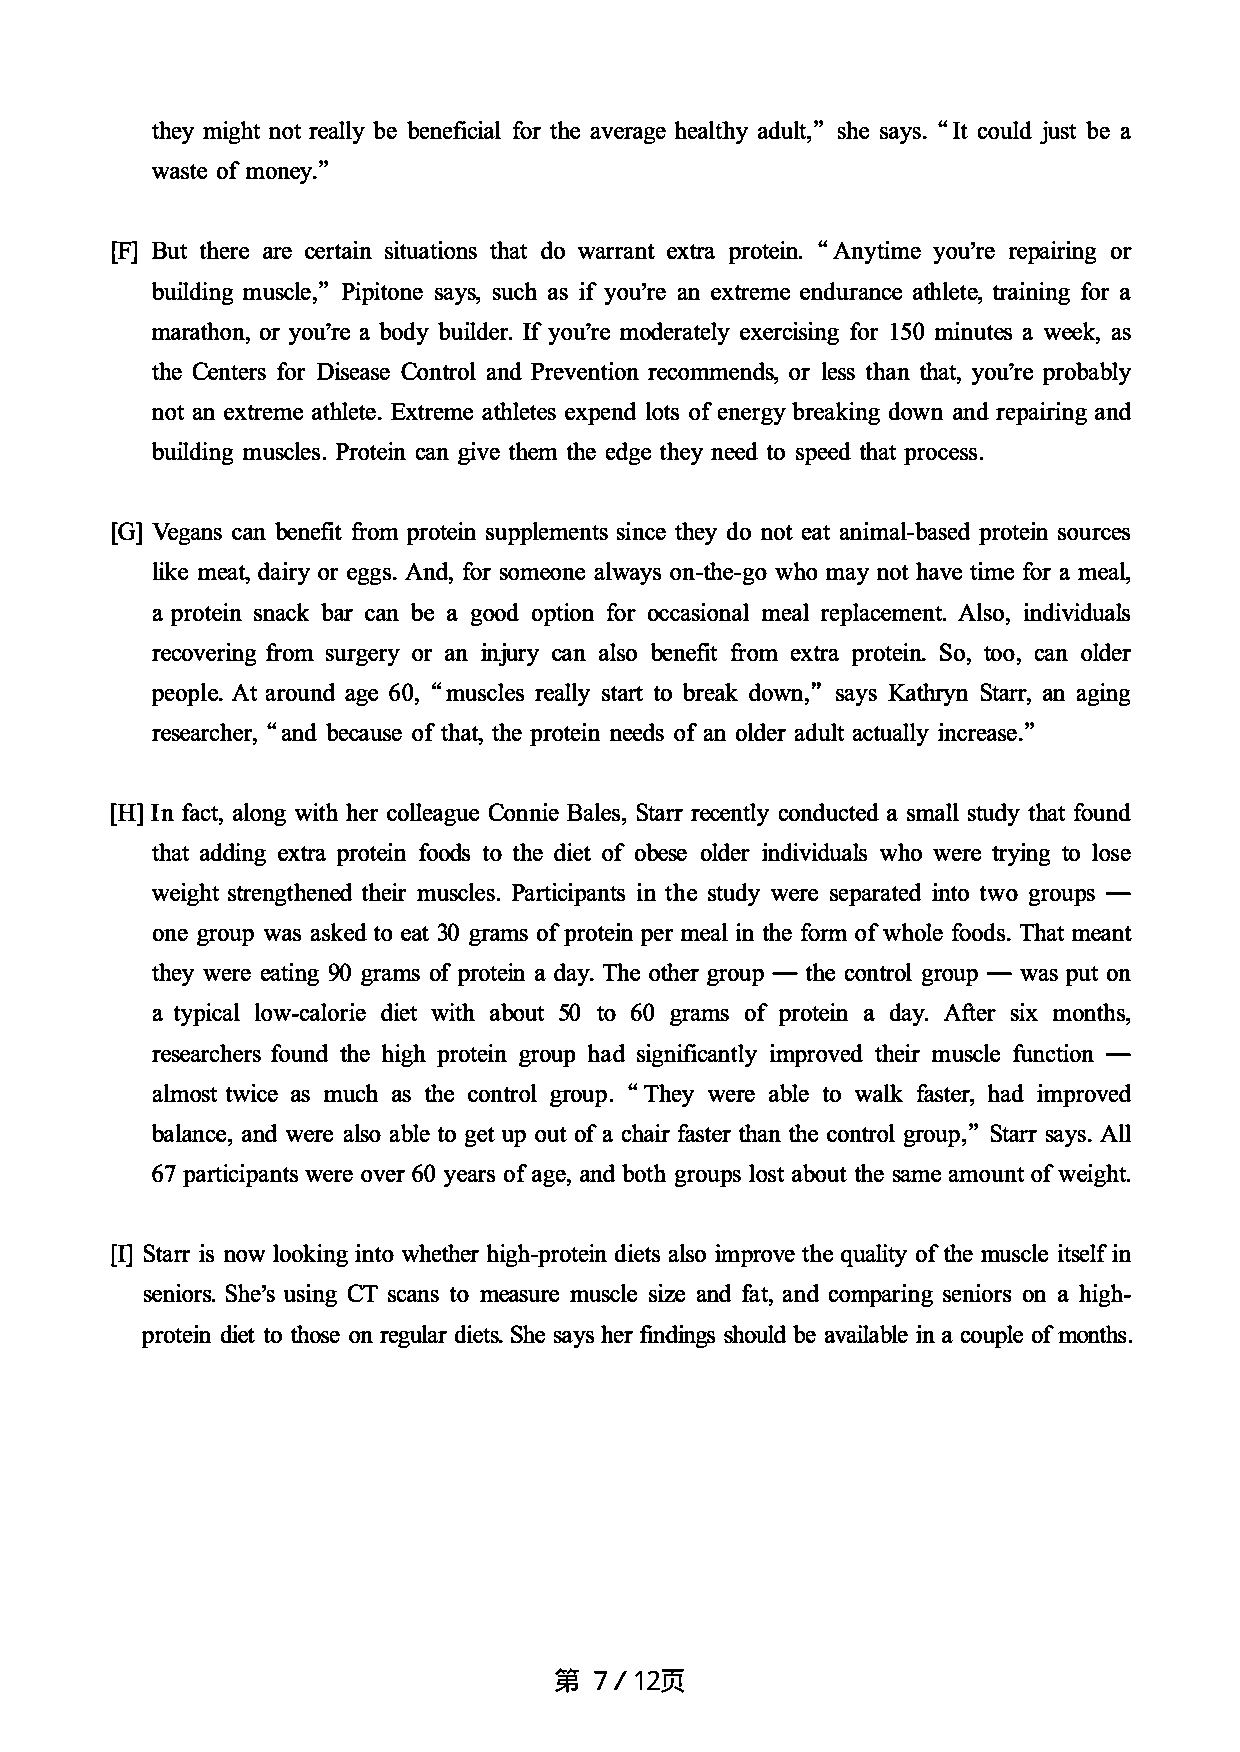 they might not really be beneficial for the average healthy adult,” she says. “It could just be a
waste of money.”
[F] But there are certain situations that do warrant extra protein. “Anytime you’re repairing or
building muscle,” Pipitone says, such as if you’re an extreme endurance athlete, training for a
marathon, or you’re a body builder. If you’re moderately exercising for 150 minutes a week, as
the Centers for Disease Control and Prevention recommends, or less than that, you’re probably
not an extreme athlete. Extreme athletes expend lots of energy breaking down and repairing and
building muscles. Protein can give them the edge they need to speed that process.
[G] Vegans can benefit from protein supplements since they do not eat animal-based protein sources
like meat, dairy or eggs. And, for someone always on-the-go who may not have time for a meal,
a protein snack bar can be a good option for occasional meal replacement. Also, individuals
recovering from surgery or an injury can also benefit from extra protein. So, too, can older
people. At around age 60, “muscles really start to break down,” says Kathryn Starr, an aging
researcher, “and because of that, the protein needs of an older adult actually increase.”
[H] In fact, along with her colleague Connie Bales, Starr recently conducted a small study that found
that adding extra protein foods to the diet of obese older individuals who were trying to lose
weight strengthened their muscles. Participants in the study were separated into two groups —
one group was asked to eat 30 grams of protein per meal in the form of whole foods. That meant
they were eating 90 grams of protein a day. The other group — the control group — was put on
a typical low-calorie diet with about 50 to 60 grams of protein a day. After six months,
researchers found the high protein group had significantly improved their muscle function —
almost twice as much as the control group. “They were able to walk faster, had improved
balance, and were also able to get up out of a chair faster than the control group,” Starr says. All
67 participants were over 60 years of age, and both groups lost about the same amount of weight.
[I] Starr is now looking into whether high-protein diets also improve the quality of the muscle itself in
seniors. She’s using CT scans to measure muscle size and fat, and comparing seniors on a high-
protein diet to those on regular diets. She says her findings should be available in a couple of months.
第 7 / 12页